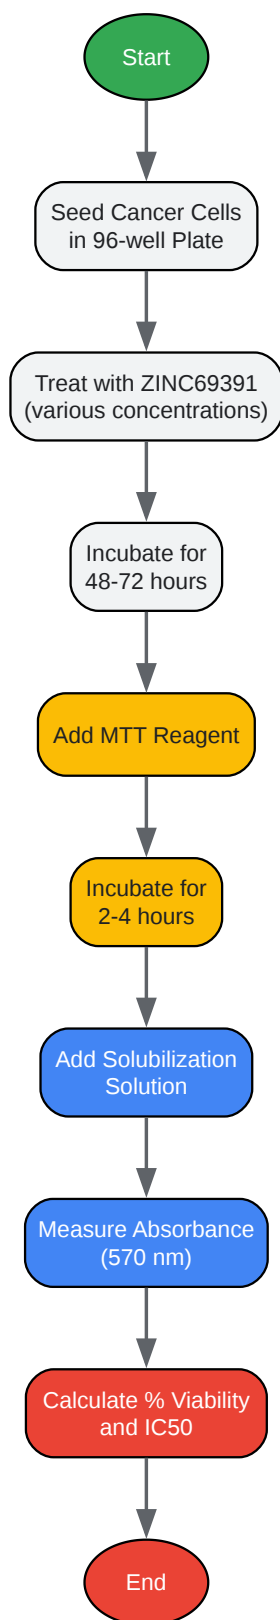 Start
Seed Cancer Cells
in 96-well Plate
Treat with ZINC69391
(various concentrations)
Incubate for
48-72 hours
Add MTT Reagent
Incubate for
2-4 hours
Add Solubilization
Solution
Measure Absorbance
(570 nm)
Calculate % Viability
and IC50
End